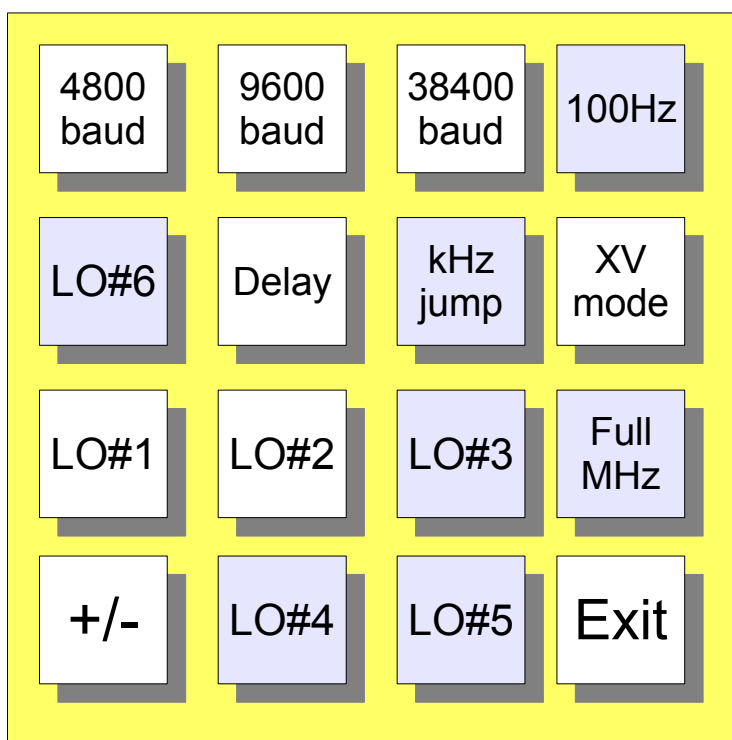 4800
baud
9600
baud
38400
baud
100Hz
LO#6
Delay
kHz
jump
XV
mode
LO#1
LO#2
LO#3
Full
MHz
+/-
LO#4
LO#5
Exit